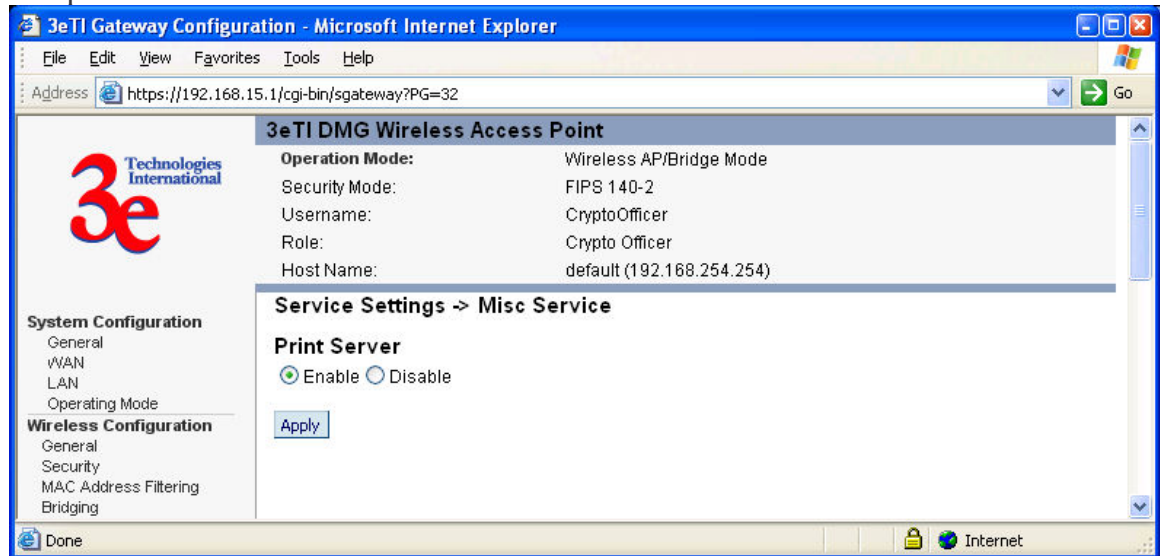 3eTI Gateway Configuration - Microsoft Internet Explorer
File Edit View Favorites Tools Help
Address https://192.168.15.1/cgi-bin/sgateway?PG=32 Go
3e Technologies International
3eTI DMG Wireless Access Point
Operation Mode: Wireless AP/Bridge Mode
Security Mode: FIPS 140-2
Username: CryptoOfficer
Role: Crypto Officer
Host Name: default (192.168.254.254)
System Configuration
General
WAN
LAN
Operating Mode
Wireless Configuration
General
Security
MAC Address Filtering
Bridging
Service Settings -> Misc Service
Print Server
Enable Disable
Apply
Done Internet